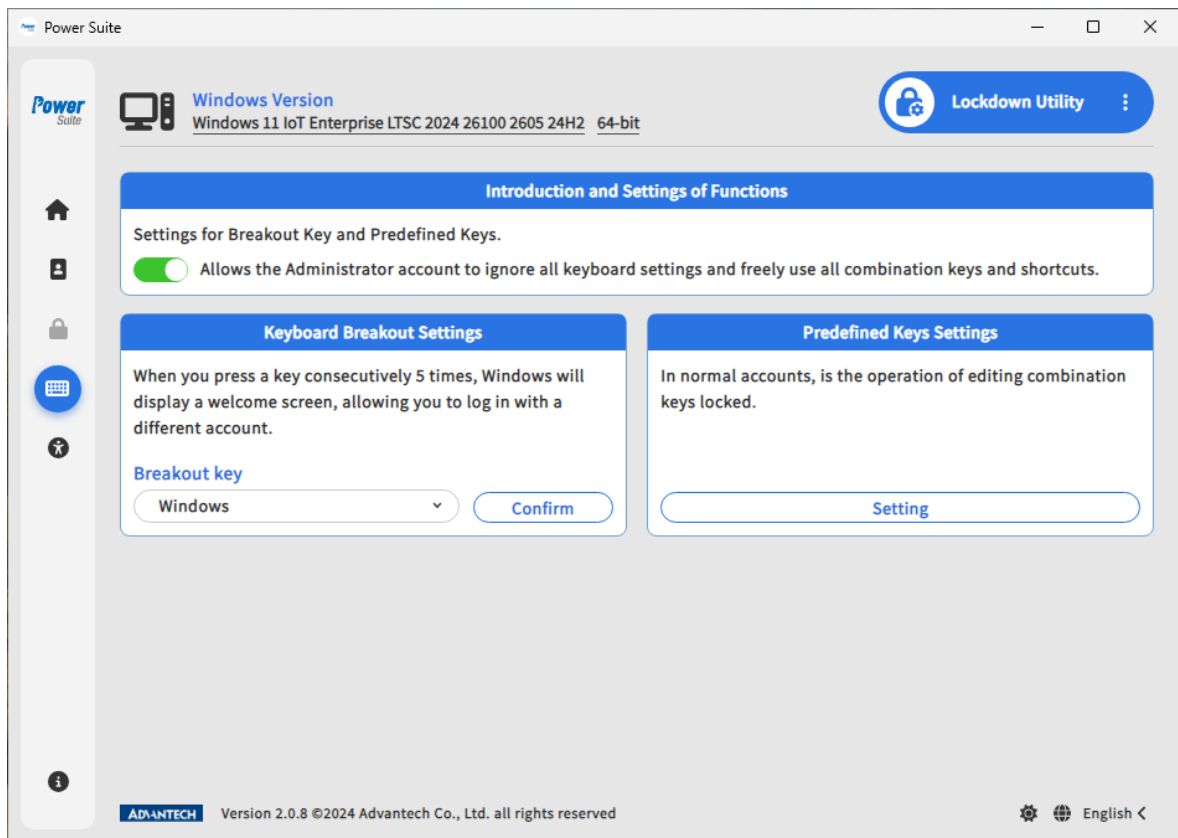 Power Suite
Power
Suite
Windows Version
Windows 11 IoT Enterprise LTSC 2024 26100 2605 24H2 64-bit
Lockdown Utility
Introduction and Settings of Functions
Settings for Breakout Key and Predefined Keys.
Allows the Administrator account to ignore all keyboard settings and freely use all combination keys and shortcuts.
Keyboard Breakout Settings
When you press a key consecutively 5 times, Windows will
display a welcome screen, allowing you to log in with a
different account.
Breakout key
Windows
Confirm
Predefined Keys Settings
In normal accounts, is the operation of editing combination
keys locked.
Setting
ADVANTECH Version 2.0.8 ©2024 Advantech Co., Ltd. all rights reserved
English